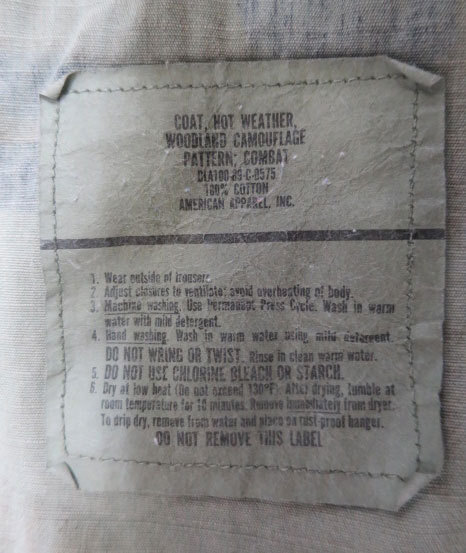 COAT, HOT WEATHER,
WOODLAND CAMOUFLAGE
PATTERN; COMBAT
DLA100-89-C-0575
100% COTTON
AMERICAN APPAREL, INC.
1. Wear outside of trousers.
2. Adjust closures to ventilate; avoid overheating of body.
3. Machine washing. Use Permanent Press Cycle. Wash in warm
water with mild detergent.
4. Hand washing. Wash in warm water using mild detergent.
DO NOT WRING OR TWIST. Rinse in clean warm water.
5. DO NOT USE CHLORINE BLEACH OR STARCH.
6. Dry at low heat (Do not exceed 130°F). After drying, tumble at
room temperature for 10 minutes. Remove immediately from dryer.
To drip dry, remove from water and place on rust-proof hanger.
DO NOT REMOVE THIS LABEL